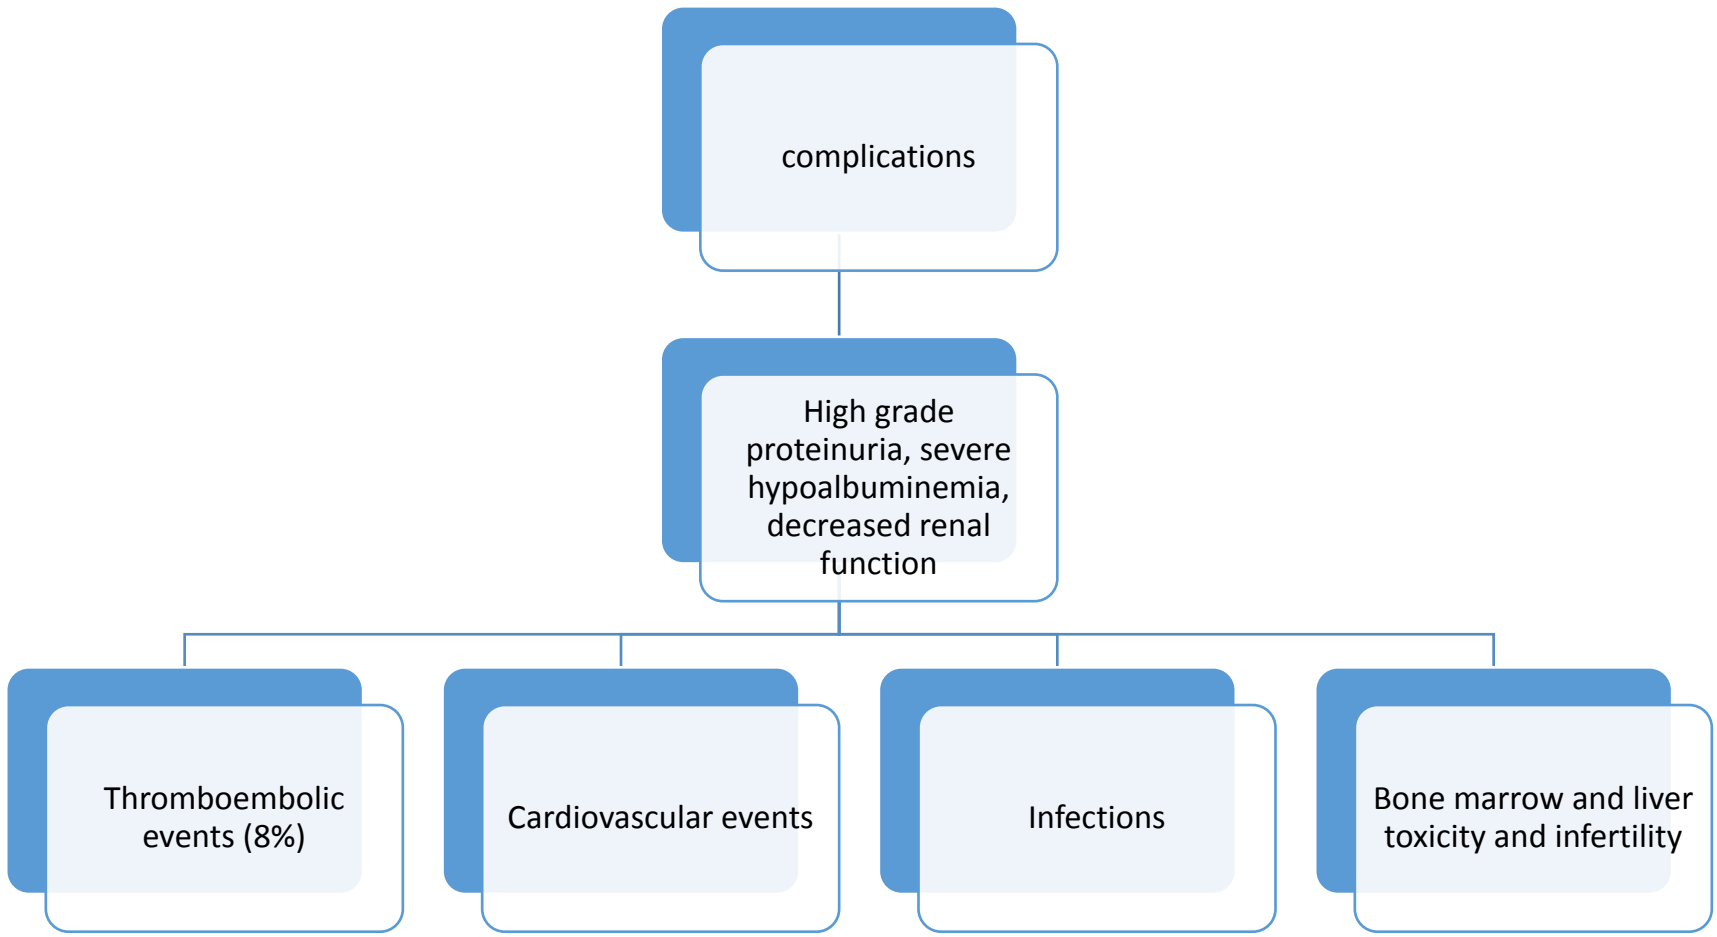 complications
High grade
proteinuria, severe
hypoalbuminemia,
decreased renal
function
Thromboembolic
events (8%)
Cardiovascular events
Infections
Bone marrow and liver
toxicity and infertility